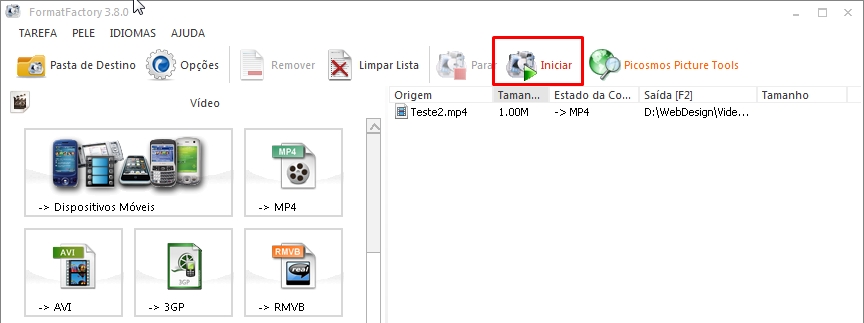 FormatFactory 3.8.0
TAREFA PELE IDIOMAS AJUDA
Pasta de Destino Opções Remover Limpar Lista Parar Iniciar Picosmos Picture Tools
Vídeo
Origem Taman... Estado da Co... Saída [F2] Tamanho
Teste2.mp4 1.00M -> MP4 D:\WebDesign\Vide...
MP4
-> Dispositivos Móveis -> MP4
AVI RMVB
real
-> AVI -> 3GP -> RMVB